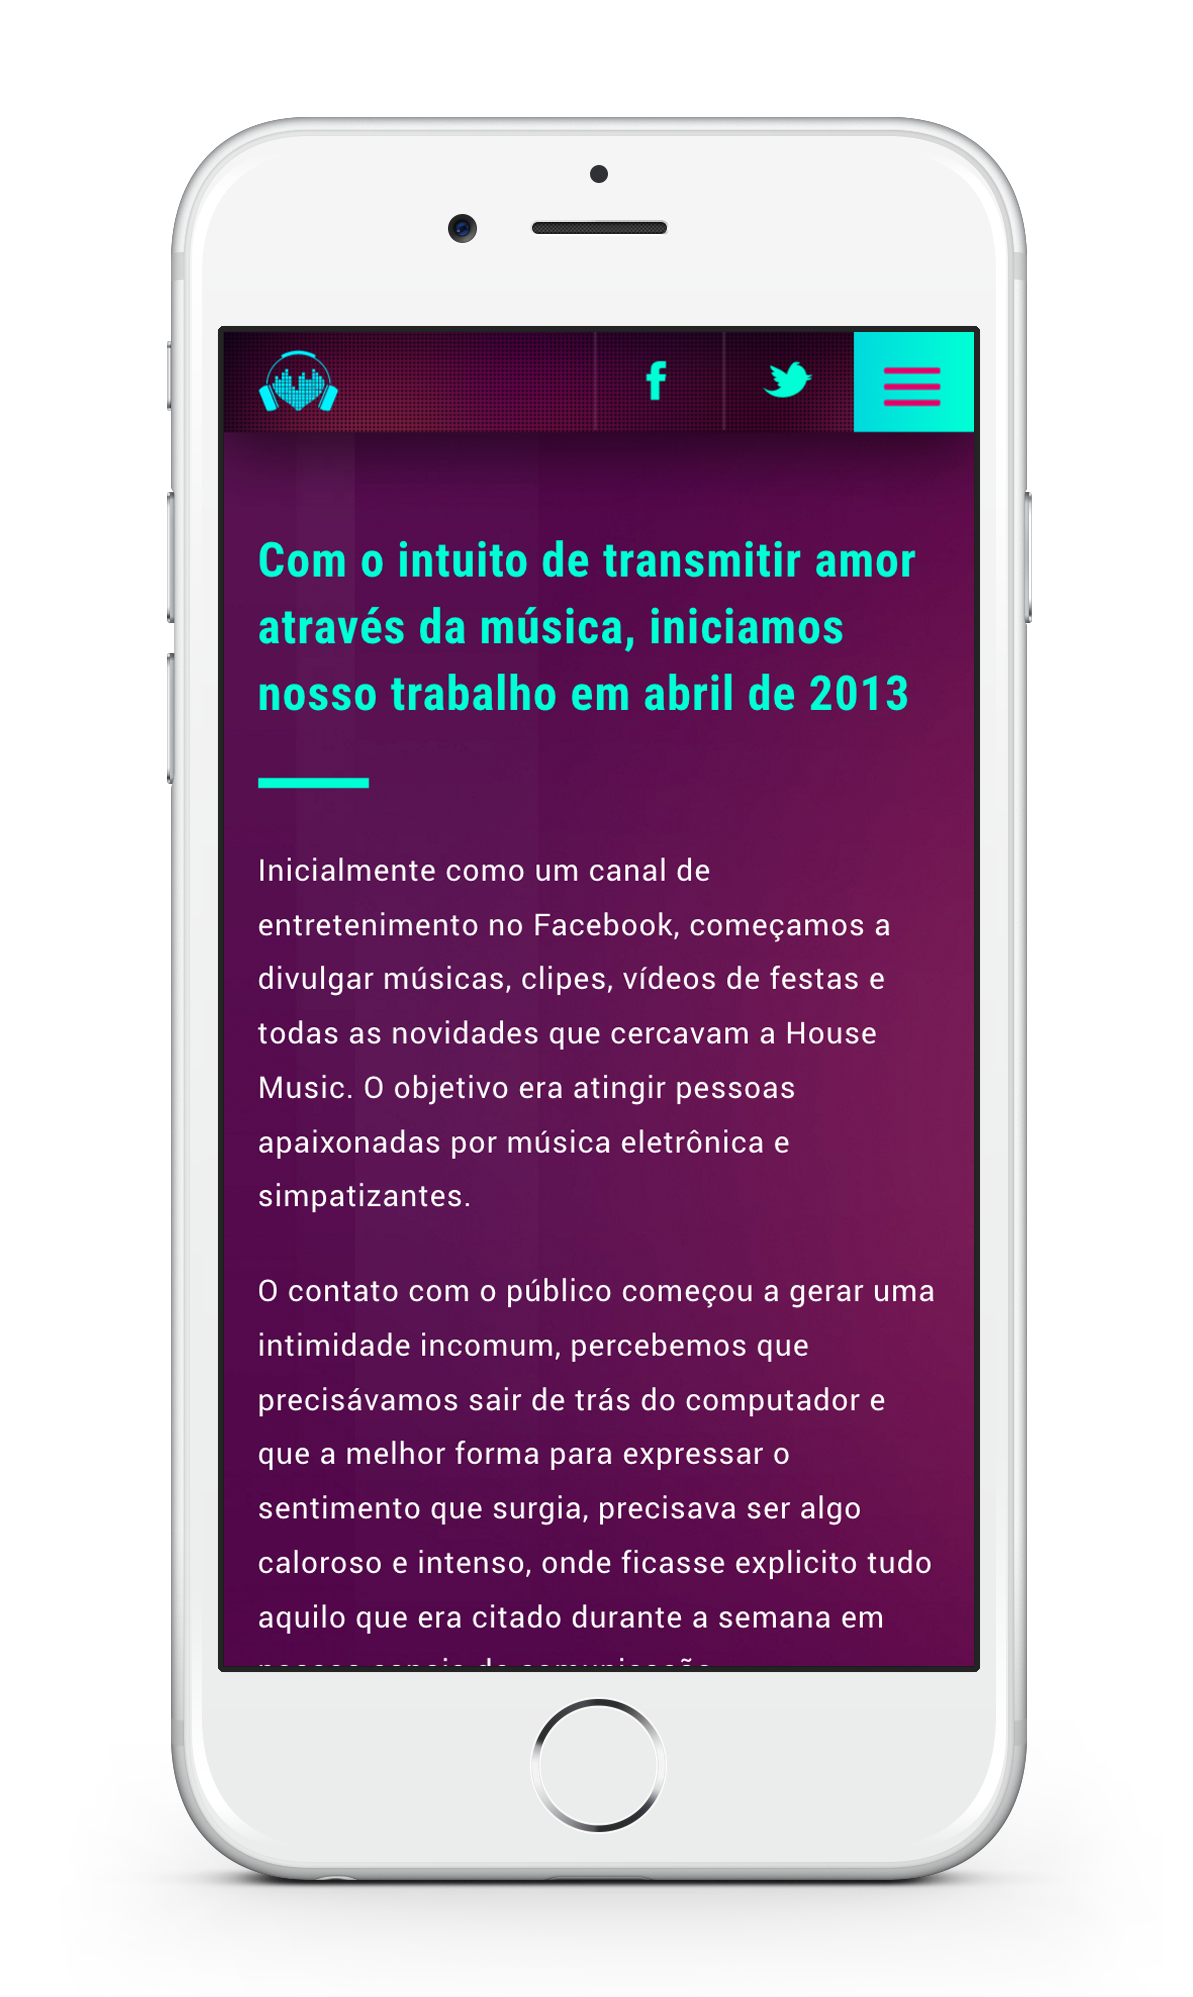 Com o intuito de transmitir amor
através da música, iniciamos
nosso trabalho em abril de 2013
Inicialmente como um canal de
entretenimento no Facebook, começamos a
divulgar músicas, clipes, vídeos de festas e
todas as novidades que cercavam a House
Music. O objetivo era atingir pessoas
apaixonadas por música eletrônica e
simpatizantes.
O contato com o público começou a gerar uma
intimidade incomum, percebemos que
precisávamos sair de trás do computador e
que a melhor forma para expressar o
sentimento que surgia, precisava ser algo
caloroso e intenso, onde ficasse explicito tudo
aquilo que era citado durante a semana em